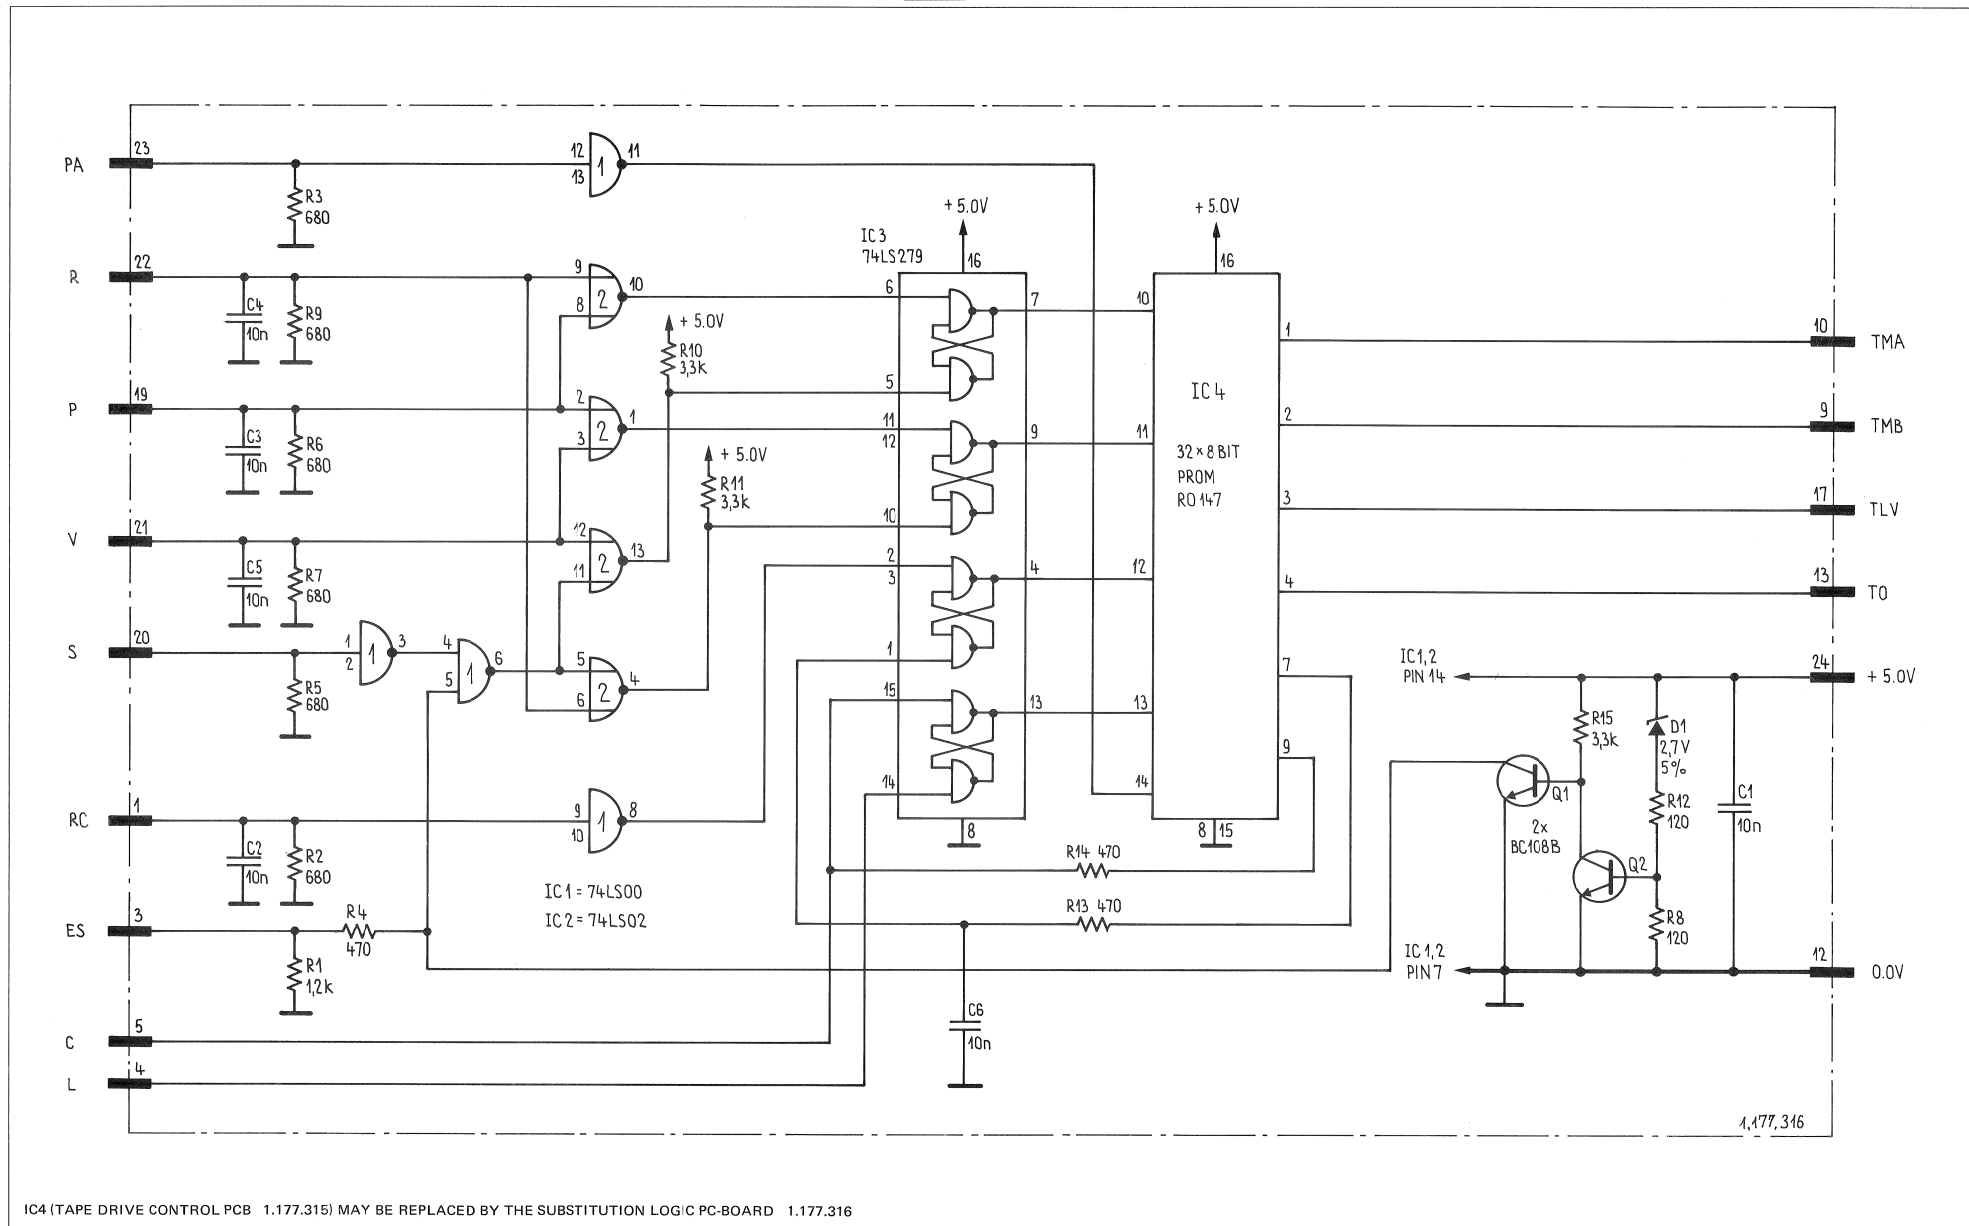 PA
23
12
13
1
11
R3
680
R
22
C4
10n
R9
680
9
8
2
10
+ 5.0V
R10
3,3k
P
19
C3
10n
R6
680
2
3
2
1
+ 5.0V
R11
3,3k
V
21
C5
10n
R7
680
12
11
2
13
S
20
1
2
1
3
R5
680
4
5
1
6
5
6
2
4
RC
1
C2
10n
R2
680
9
10
1
8
IC1 = 74LS00
IC2 = 74LS02
ES
3
R4
470
R1
1,2k
C
5
L
4
+ 5.0V
IC3
74LS279
16
6
7
5
11
12
9
10
2
3
4
1
15
13
14
8
+ 5.0V
16
10
11
12
13
14
IC4
32 × 8 BIT
PROM
RO 147
1
2
3
4
7
9
8
15
R14 470
R13 470
C6
10n
10
TMA
9
TMB
17
TLV
13
TO
IC1,2
PIN 14
24
+ 5.0V
R15
3,3k
D1
2,7V
5%
Q1
2x
BC108B
R12
120
C1
10n
Q2
R8
120
IC 1,2
PIN 7
12
0.0V
1,177,316
IC4 (TAPE DRIVE CONTROL PCB 1.177.315) MAY BE REPLACED BY THE SUBSTITUTION LOGIC PC-BOARD 1.177.316